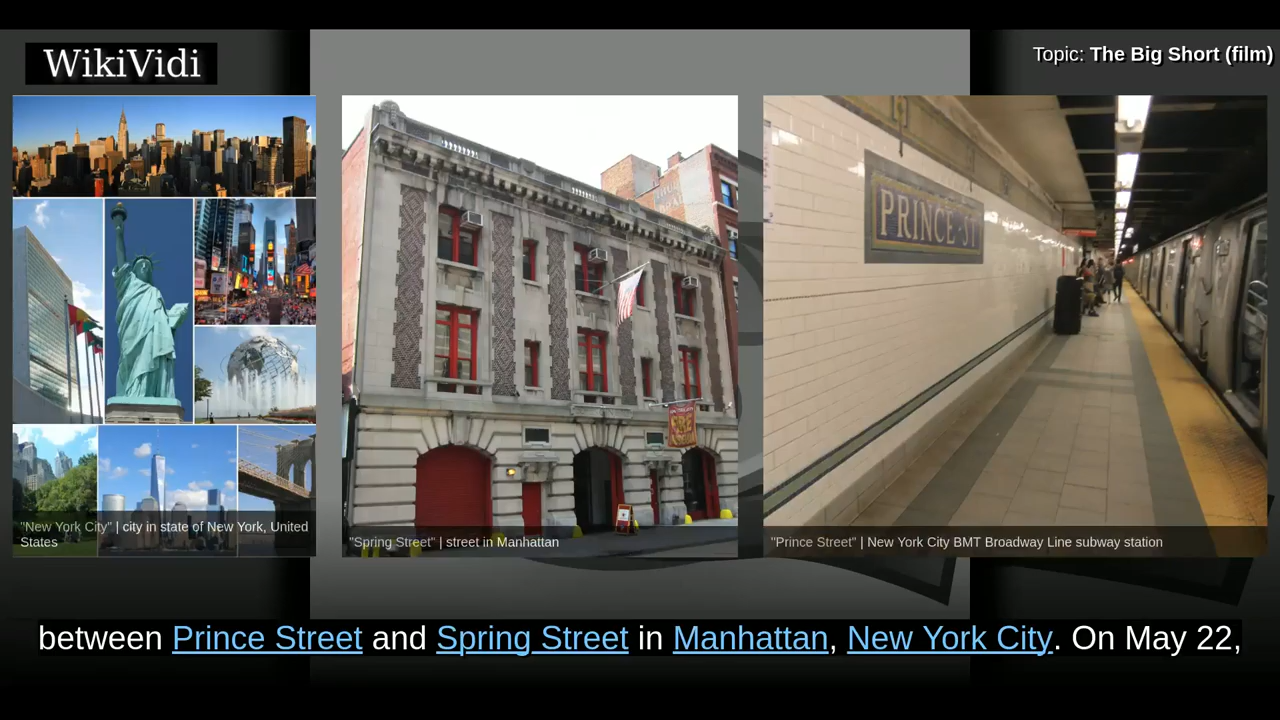 WikiVidi
Topic: The Big Short (film)
PRINCE ST
"New York City" | city in state of New York, United
States
"Spring Street" | street in Manhattan
"Prince Street" | New York City BMT Broadway Line subway station
between Prince Street and Spring Street in Manhattan, New York City. On May 22,